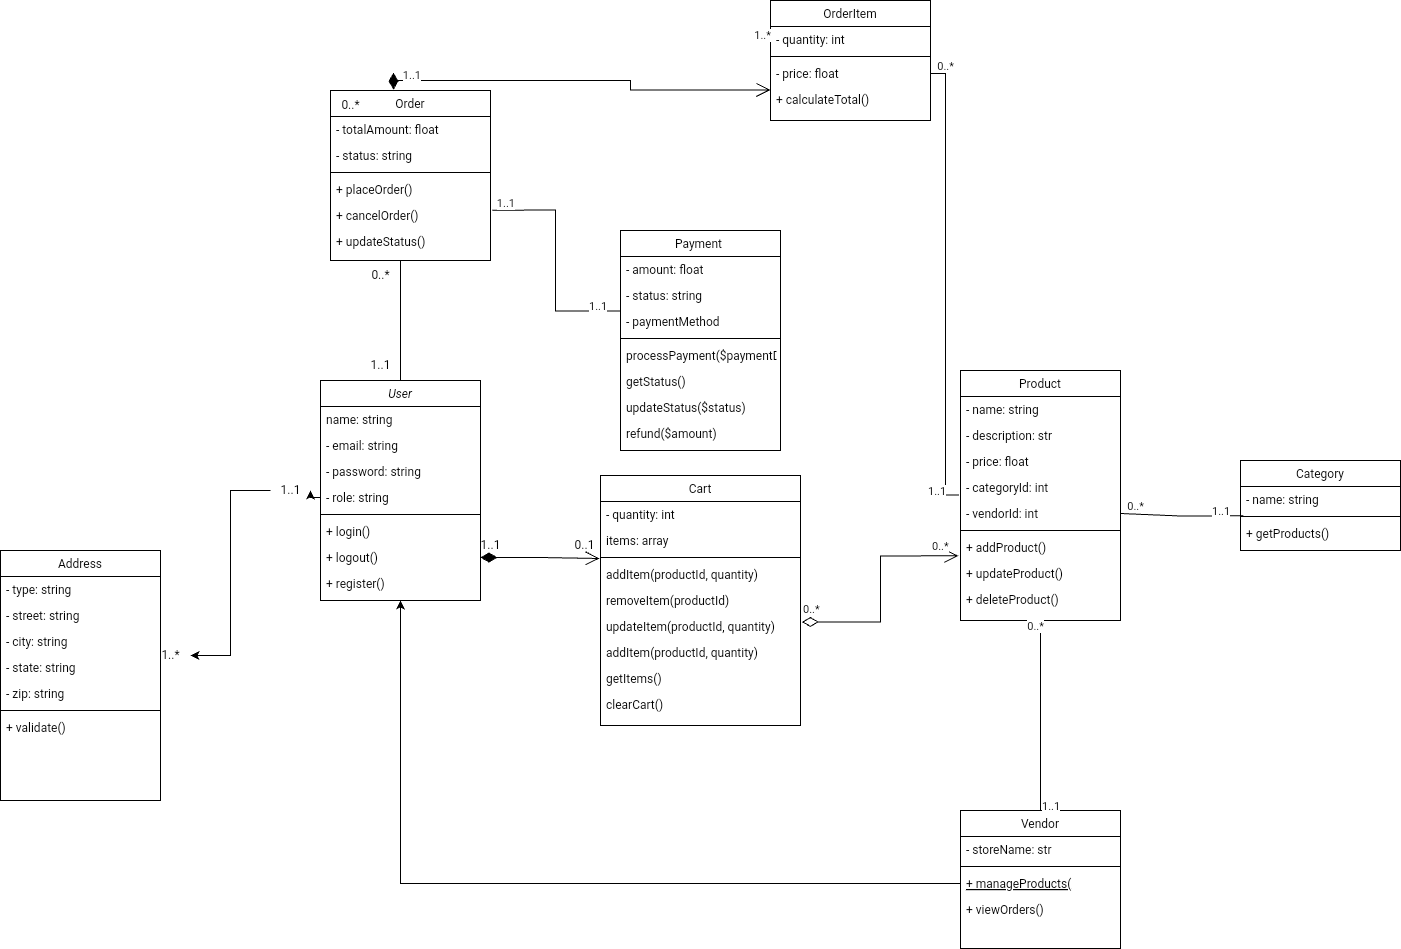 OrderItem
1..*
- quantity: int
- price: float
+ calculateTotal()
0..*
1..1
0..*
Order
- totalAmount: float
- status: string
+ placeOrder()
+ cancelOrder()
+ updateStatus()
1..1
0..*
1..1
1..1
Payment
- amount: float
- status: string
- paymentMethod
processPayment($payment
getStatus()
updateStatus($status)
refund($amount)
User
name: string
- email: string
- password: string
- role: string
+ login()
+ logout()
+ register()
1..1
1..*
Address
- type: string
- street: string
- city: string
- state: string
- zip: string
+ validate()
1..1
0..1
Cart
- quantity: int
items: array
addItem(productId, quantity)
removeItem(productId)
updateItem(productId, quantity)
addItem(productId, quantity)
getItems()
clearCart()
0..*
0..*
1..1
Product
- name: string
- description: str
- price: float
- categoryId: int
- vendorId: int
+ addProduct()
+ updateProduct()
+ deleteProduct()
0..*
1..1
Category
- name: string
+ getProducts()
0..*
1..1
Vendor
- storeName: str
+ manageProducts(
+ viewOrders()